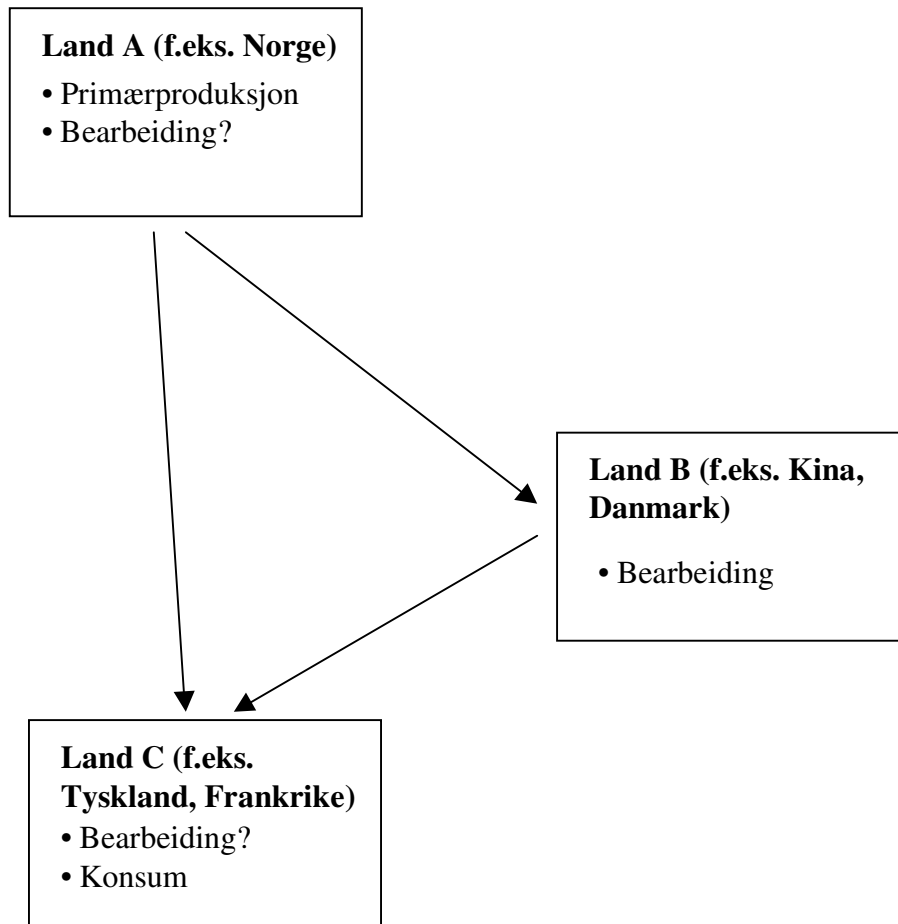 Land A (f.eks. Norge)
• Primærproduksjon
• Bearbeiding?
Land B (f.eks. Kina,
Danmark)
• Bearbeiding
Land C (f.eks.
Tyskland, Frankrike)
• Bearbeiding?
• Konsum